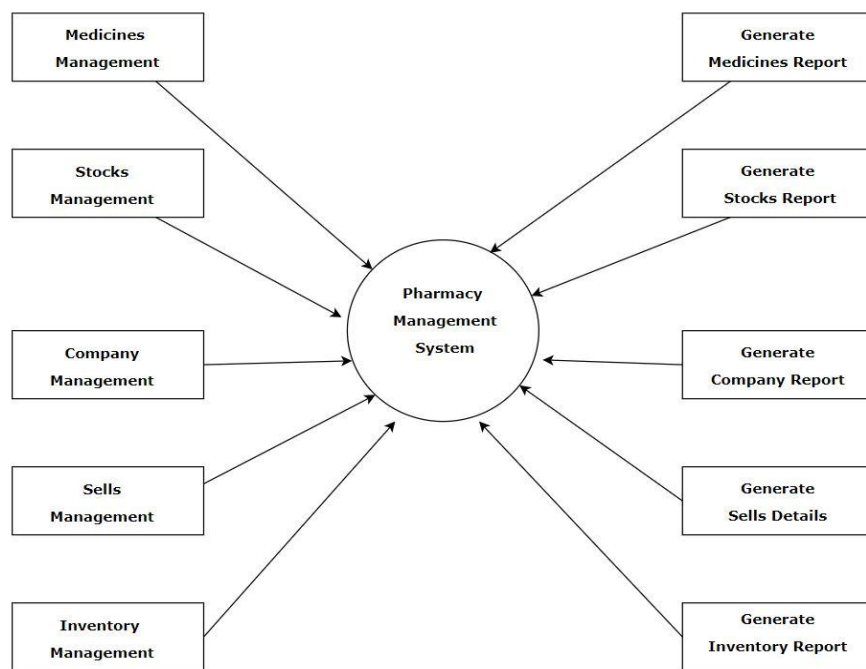 Medicines
Management
Generate
Medicines Report
Stocks
Management
Generate
Stocks Report
Pharmacy
Management
System
Company
Management
Generate
Company Report
Sells
Management
Generate
Sells Details
Inventory
Management
Generate
Inventory Report